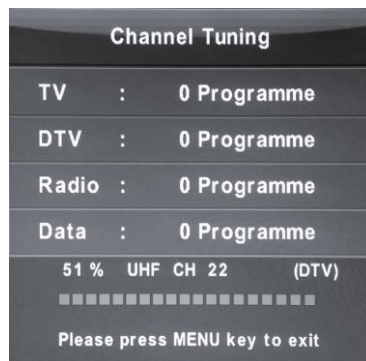 Channel Tuning
TV : 0 Programme
DTV : 0 Programme
Radio : 0 Programme
Data : 0 Programme
51 % UHF CH 22 (DTV)
Please press MENU key to exit